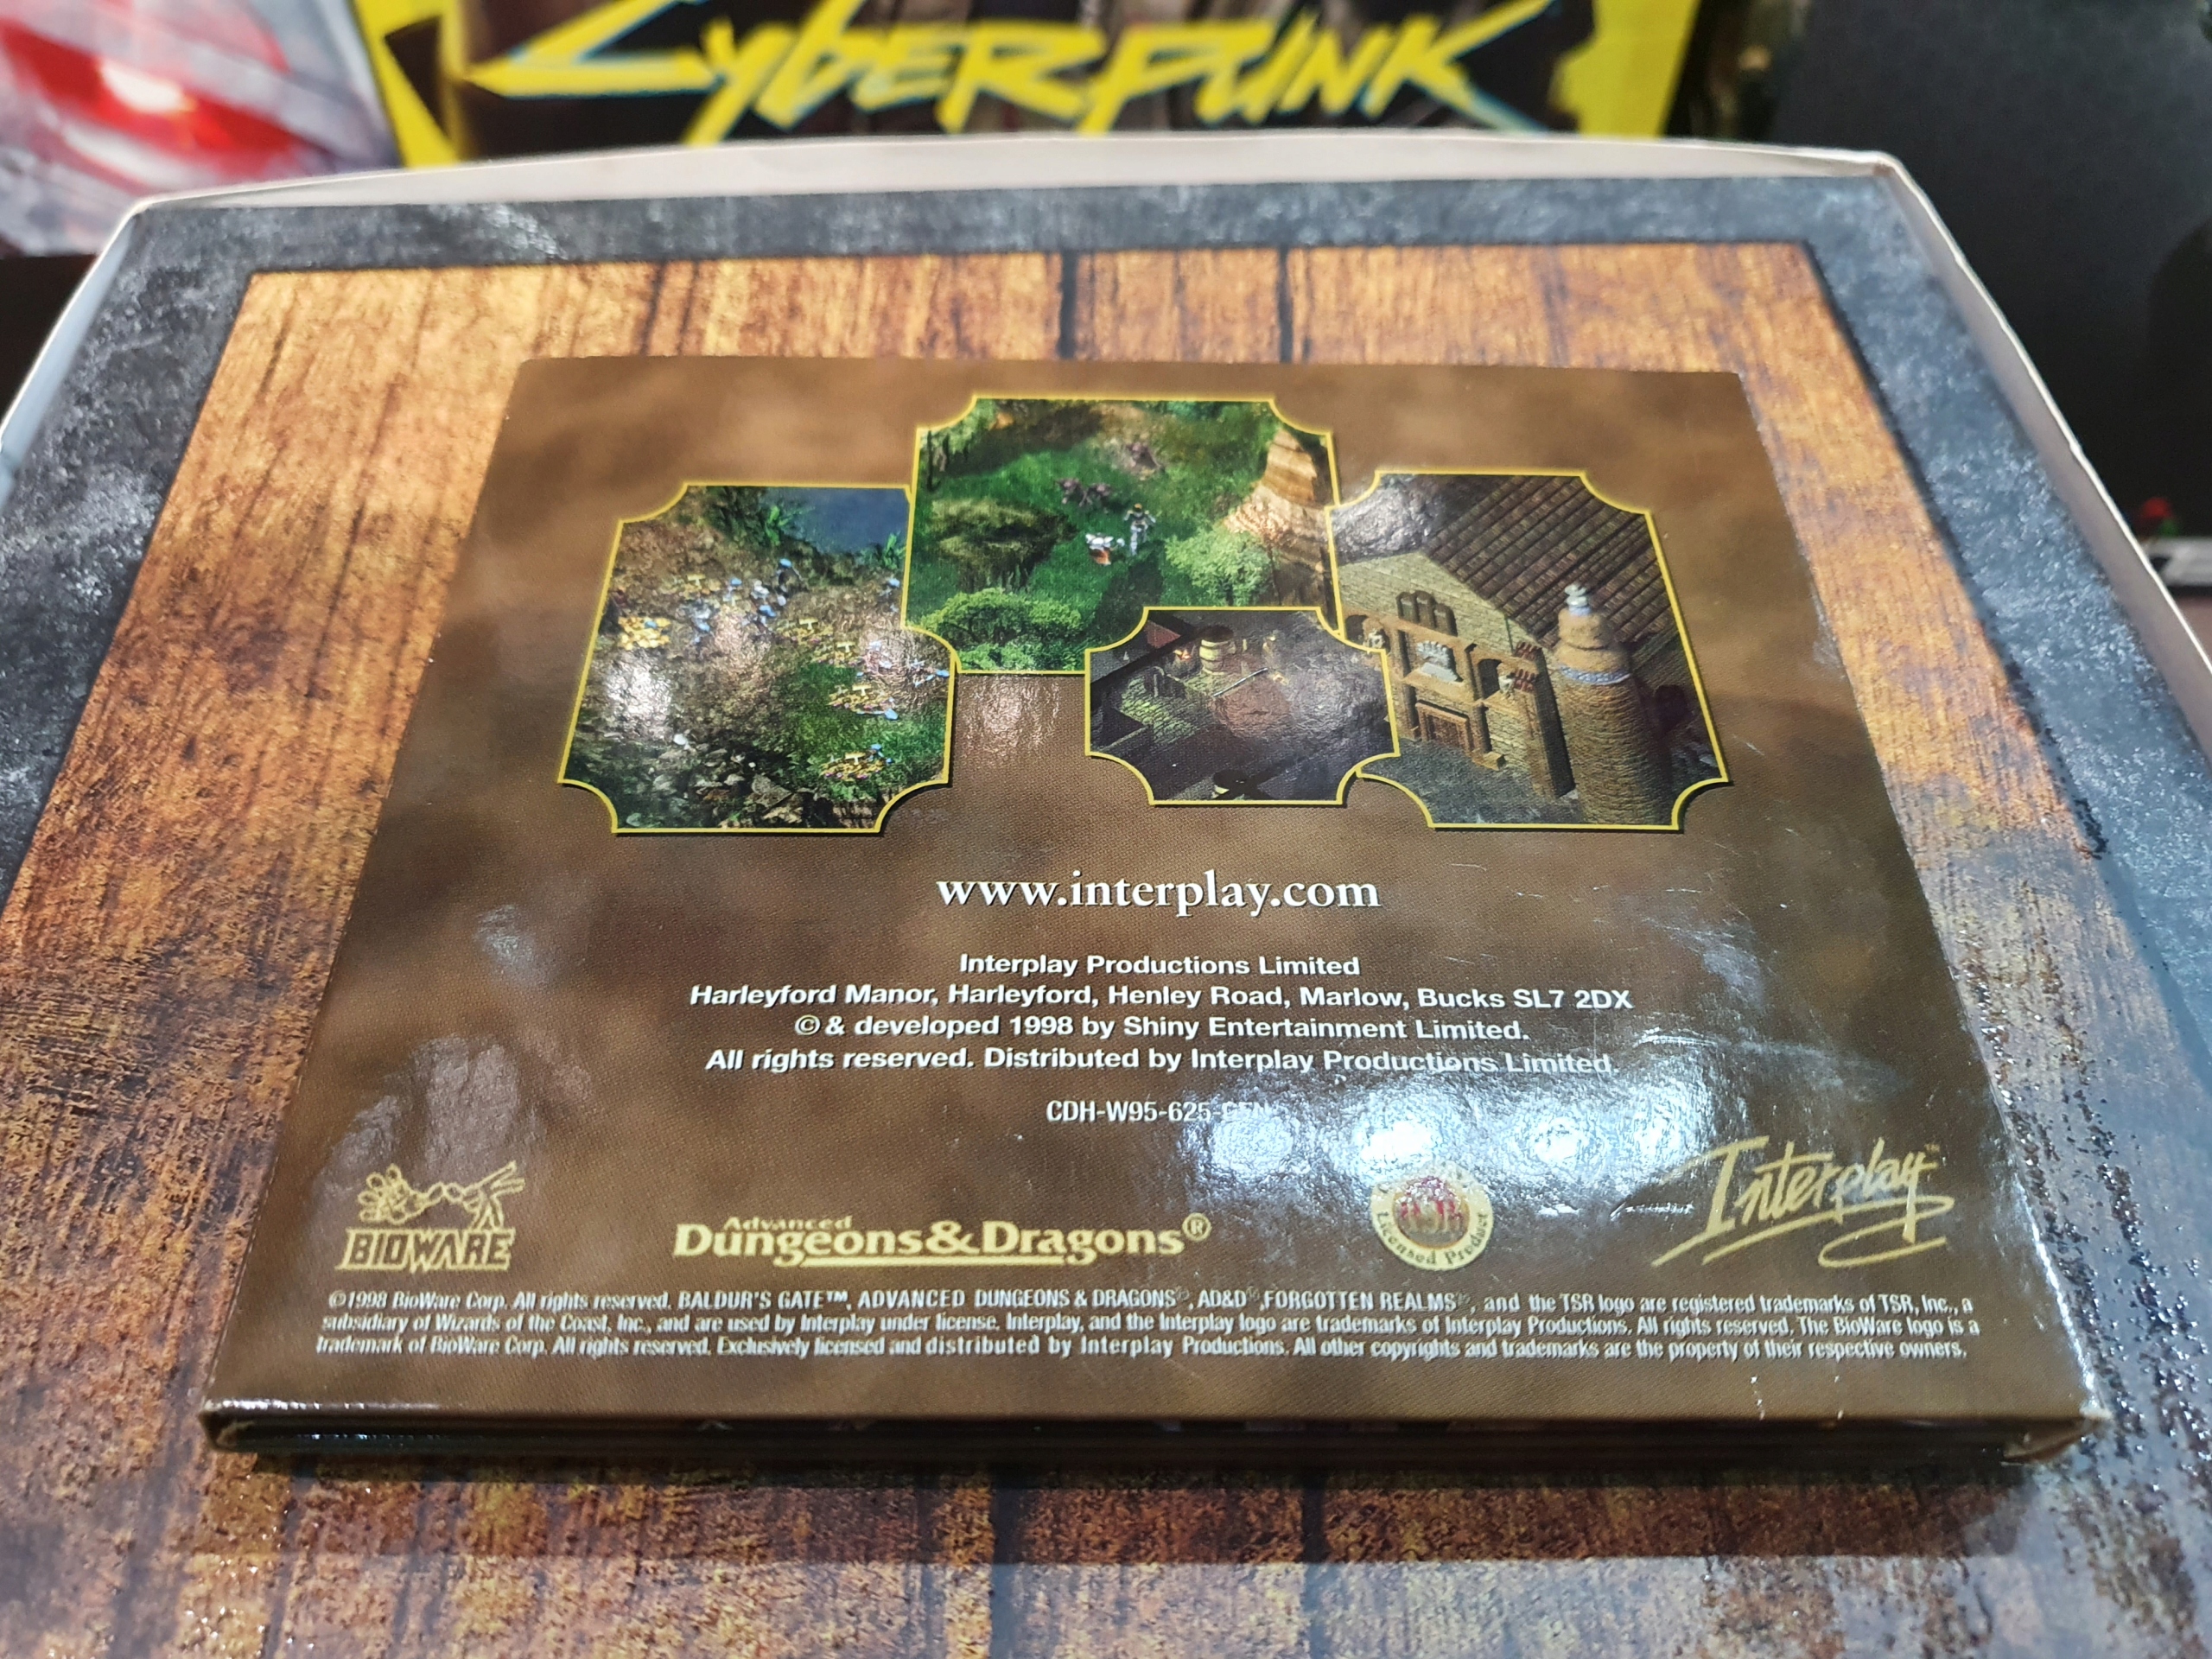 CYBERPUNK
www.interplay.com
Interplay Productions Limited
Harleyford Manor, Harleyford, Henley Road, Marlow, Bucks SL7 2DX
© & developed 1998 by Shiny Entertainment Limited.
All rights reserved. Distributed by Interplay Productions Limited.
CDH-W95-625
BIOWARE
Advanced
Dungeons&Dragons®
Licensed Product
Interplay™
©1998 BioWare Corp. All rights reserved. BALDUR'S GATE™, ADVANCED DUNGEONS & DRAGONS®, AD&D®, FORGOTTEN REALMS®, and the TSR logo are registered trademarks of TSR, Inc., a
subsidiary of Wizards of the Coast, Inc., and are used by Interplay under license. Interplay, and the Interplay logo are trademarks of Interplay Productions. All rights reserved. The BioWare logo is a
trademark of BioWare Corp. All rights reserved. Exclusively licensed and distributed by Interplay Productions. All other copyrights and trademarks are the property of their respective owners.